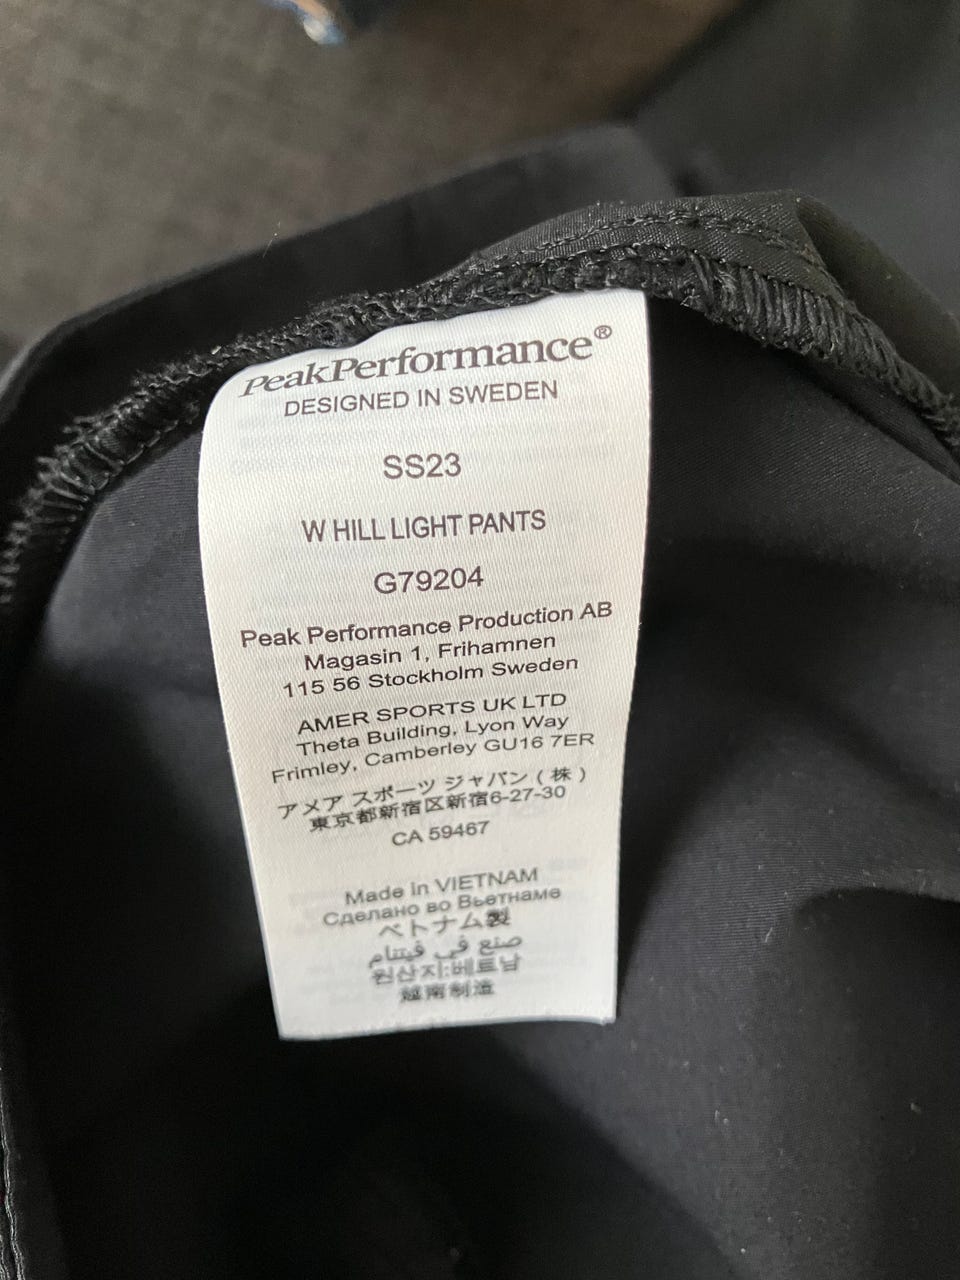 PeakPerformance®
DESIGNED IN SWEDEN
SS23
W HILL LIGHT PANTS
G79204
Peak Performance Production AB
Magasin 1, Frihamnen
115 56 Stockholm Sweden
AMER SPORTS UK LTD
Theta Building, Lyon Way
Frimley, Camberley GU16 7ER
アメア スポーツ ジャパン ( 株 )
東京都新宿区新宿6-27-30
CA 59467
Made in VIETNAM
Сделано во Вьетнаме
ベトナム製
صنع في فيتنام
원산지:베트남
越南制造